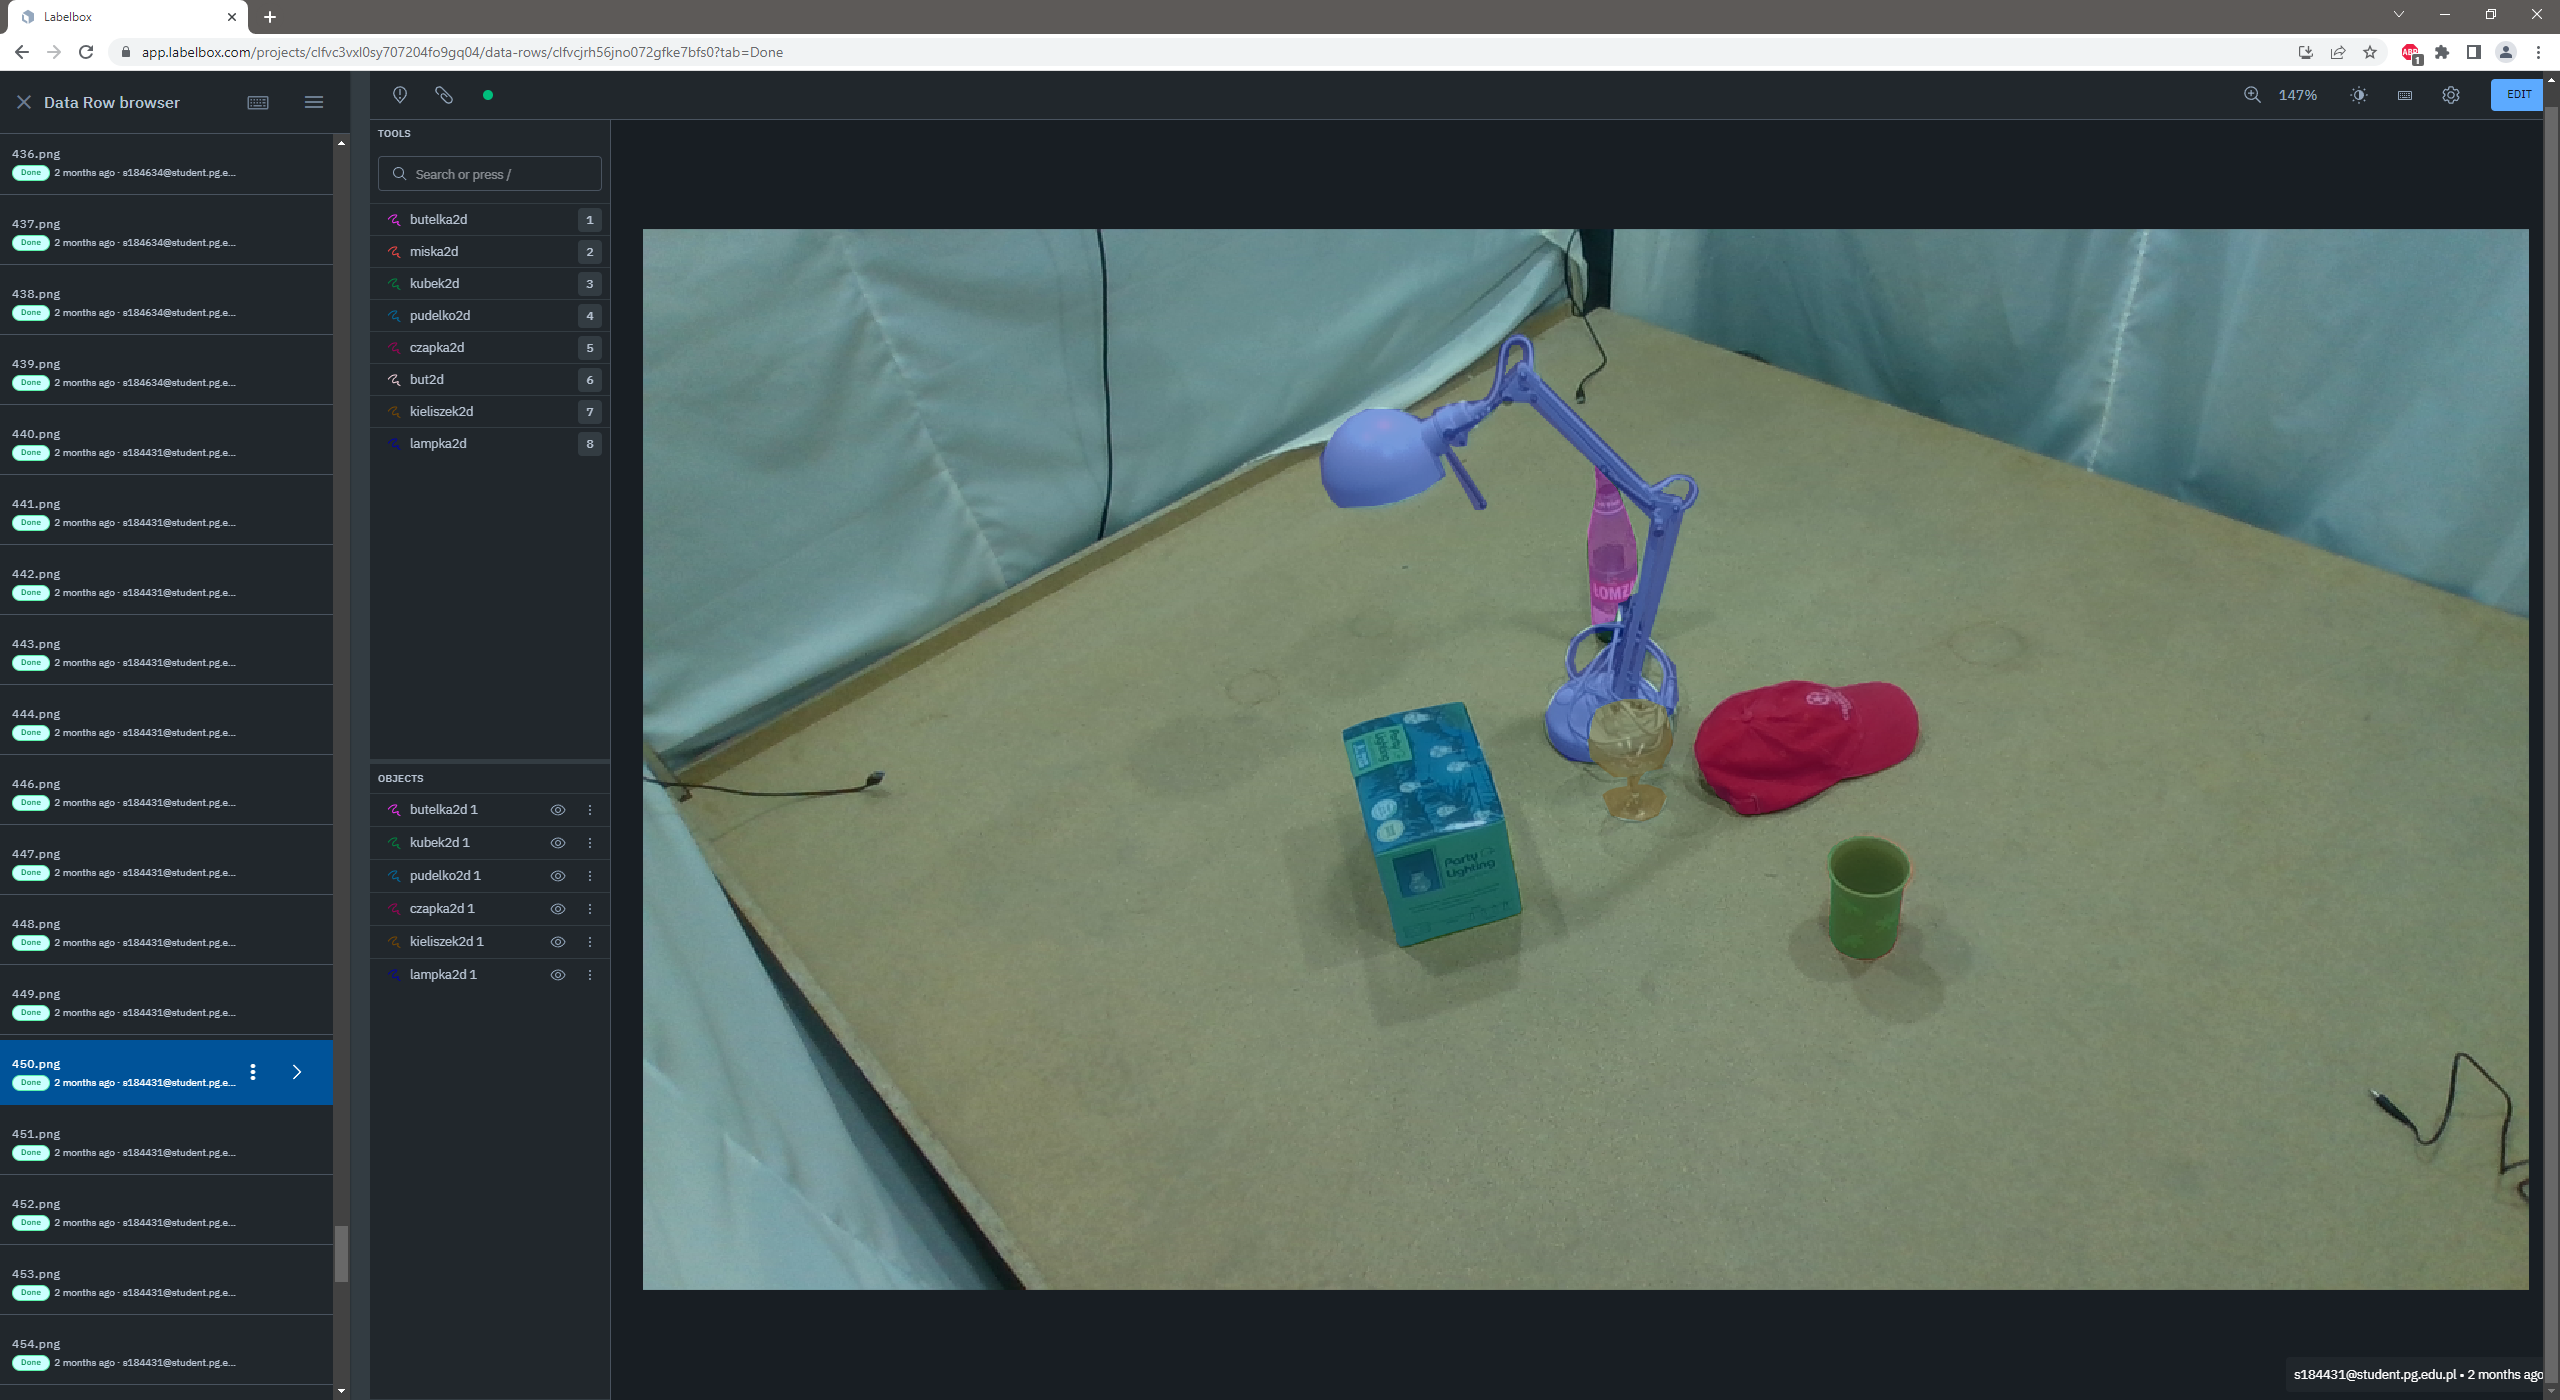 Labelbox
app.labelbox.com/projects/clfvc3vxl0sy707204fo9gq04/data-rows/clfvcjrh56jno072gfke7bfs0?tab=Done
ABP
1
Data Row browser
147%
EDIT
436.png
Done 2 months ago · s184634@student.pg.e...
437.png
Done 2 months ago · s184634@student.pg.e...
438.png
Done 2 months ago · s184634@student.pg.e...
439.png
Done 2 months ago · s184634@student.pg.e...
440.png
Done 2 months ago · s184431@student.pg.e...
441.png
Done 2 months ago · s184431@student.pg.e...
442.png
Done 2 months ago · s184431@student.pg.e...
443.png
Done 2 months ago · s184431@student.pg.e...
444.png
Done 2 months ago · s184431@student.pg.e...
446.png
Done 2 months ago · s184431@student.pg.e...
447.png
Done 2 months ago · s184431@student.pg.e...
448.png
Done 2 months ago · s184431@student.pg.e...
449.png
Done 2 months ago · s184431@student.pg.e...
450.png
Done 2 months ago · s184431@student.pg.e...
451.png
Done 2 months ago · s184431@student.pg.e...
452.png
Done 2 months ago · s184431@student.pg.e...
453.png
Done 2 months ago · s184431@student.pg.e...
454.png
Done 2 months ago · s184431@student.pg.e...
TOOLS
Search or press /
butelka2d 1
miska2d 2
kubek2d 3
pudelko2d 4
czapka2d 5
but2d 6
kieliszek2d 7
lampka2d 8
OBJECTS
butelka2d 1
kubek2d 1
pudelko2d 1
czapka2d 1
kieliszek2d 1
lampka2d 1
LOMZ
Party
Lighting
Party
Lighting
s184431@student.pg.edu.pl • 2 months ago